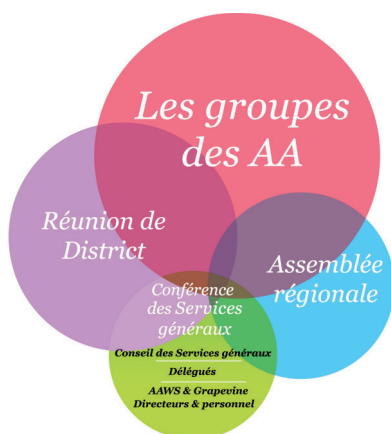 Les groupes
des AA
Réunion de
District
Assemblée
régionale
Conférence
des Services
généraux
Conseil des Services généraux
Délégués
AAWS & Grapevine
Directeurs & personnel